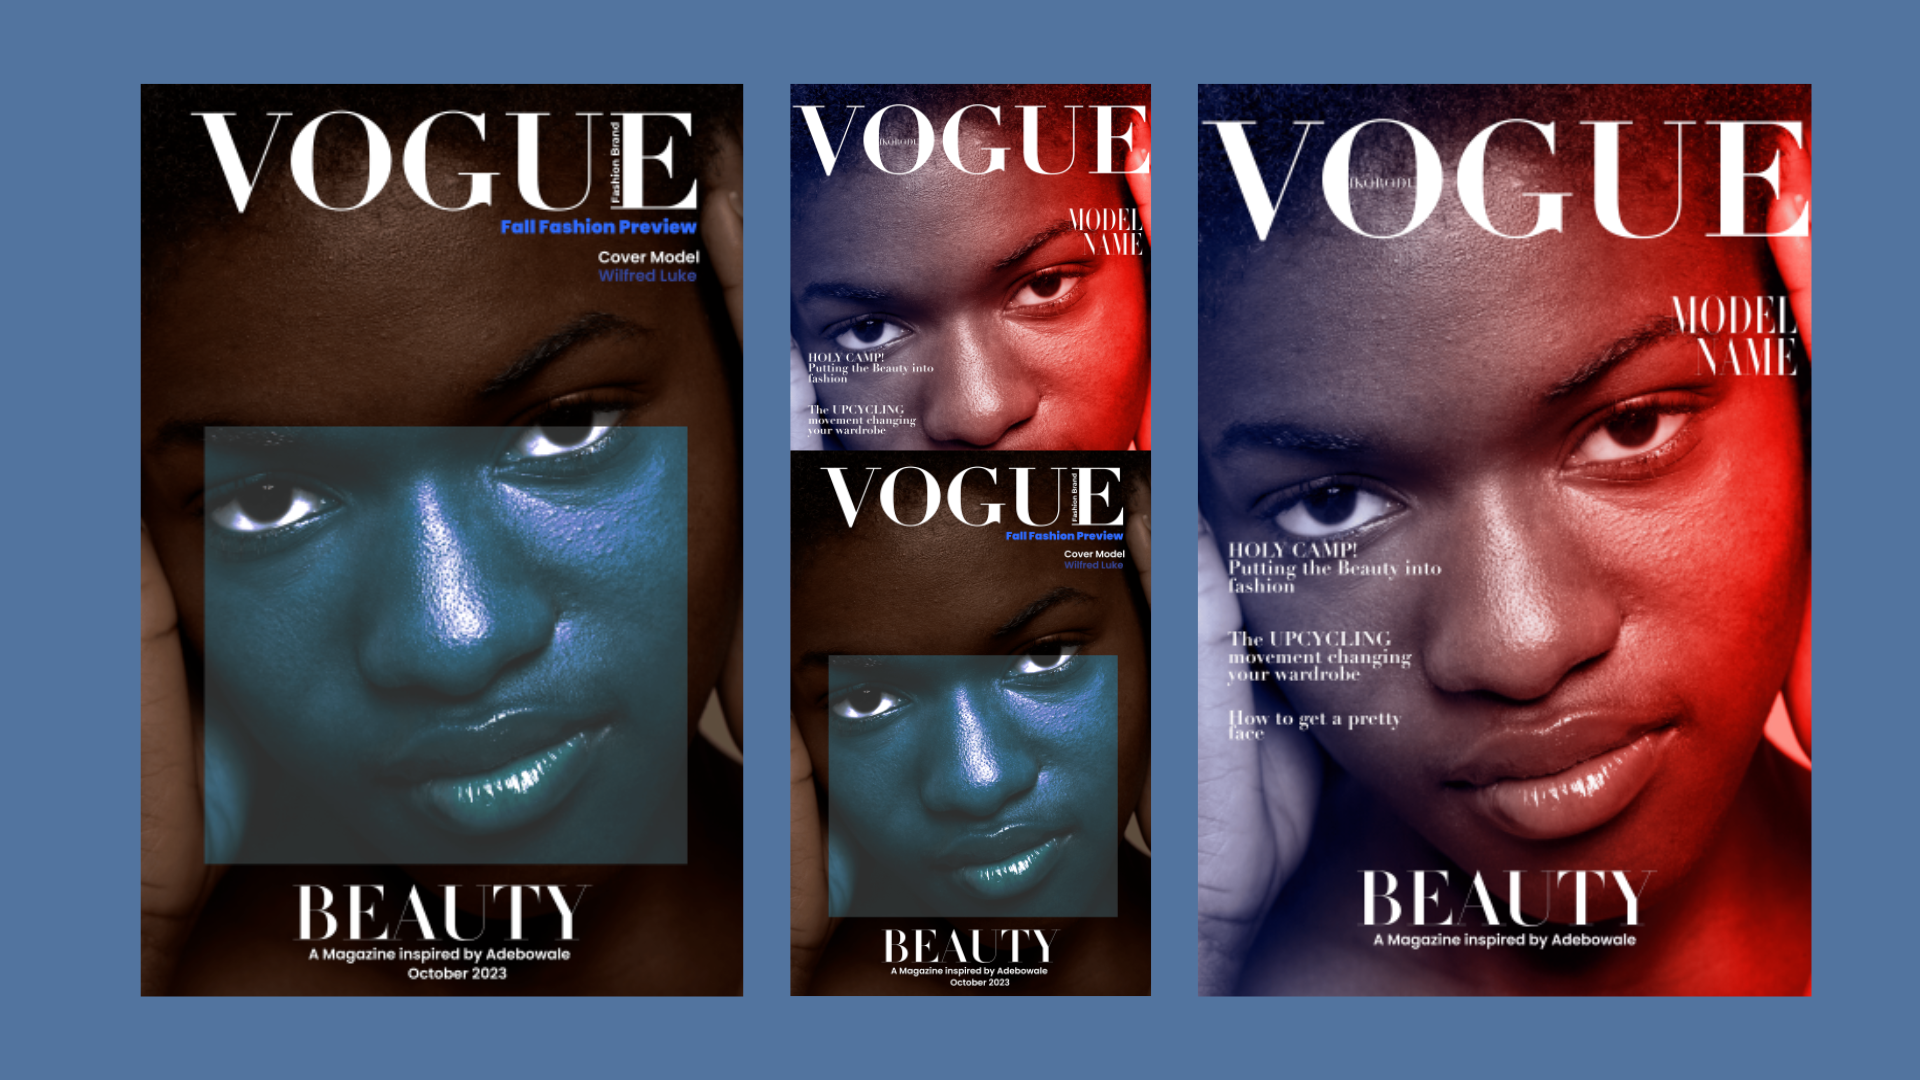 VOGUE
Fashion Brand
Fall Fashion Preview
Cover Model
Wilfred Luke
BEAUTY
A Magazine inspired by Adebowale
October 2023
VOGUE
IKORODU
MODEL
NAME
HOLY CAMP!
Putting the Beauty into
fashion
The UPCYCLING
movement changing
your wardrobe
VOGUE
Fashion Brand
Fall Fashion Preview
Cover Model
Wilfred Luke
BEAUTY
A Magazine inspired by Adebowale
October 2023
VOGUE
IKORODU
MODEL
NAME
HOLY CAMP!
Putting the Beauty into
fashion
The UPCYCLING
movement changing
your wardrobe
How to get a pretty
face
BEAUTY
A Magazine inspired by Adebowale